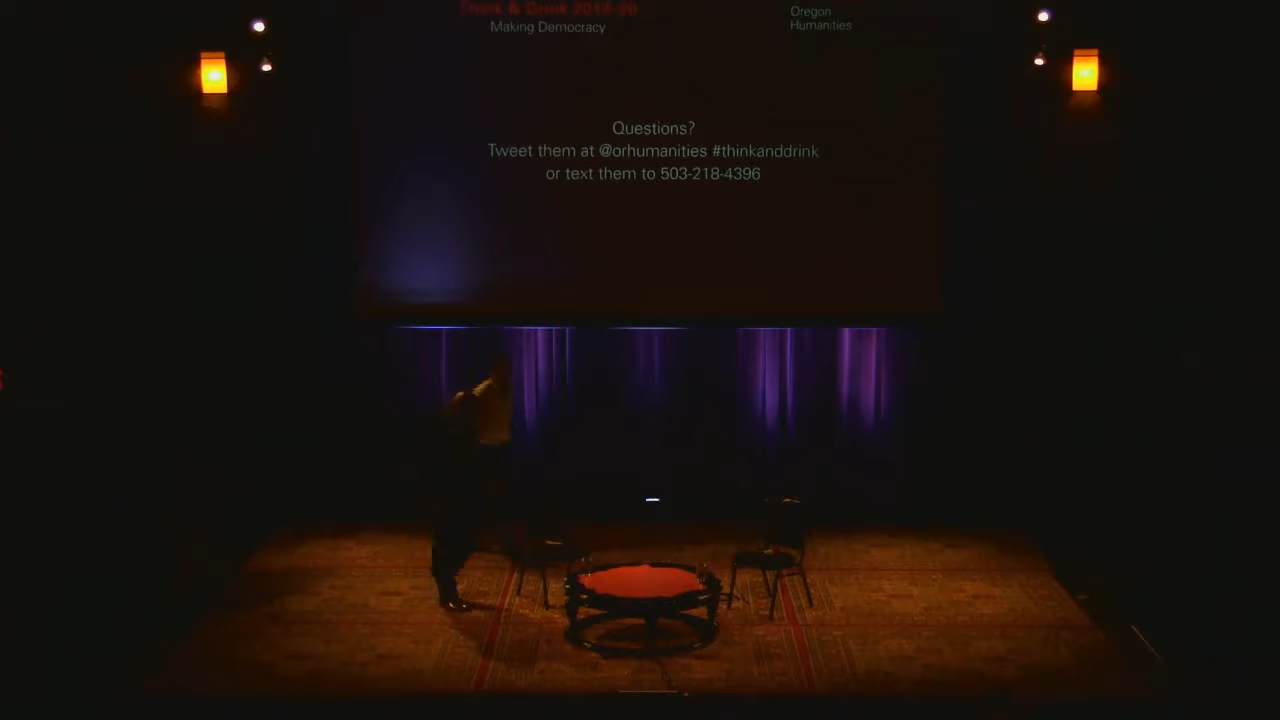 Think & Drink 2019-20
Making Democracy
Oregon
Humanities
Questions?
Tweet them at @orhumanities #thinkanddrink
or text them to 503-218-4396